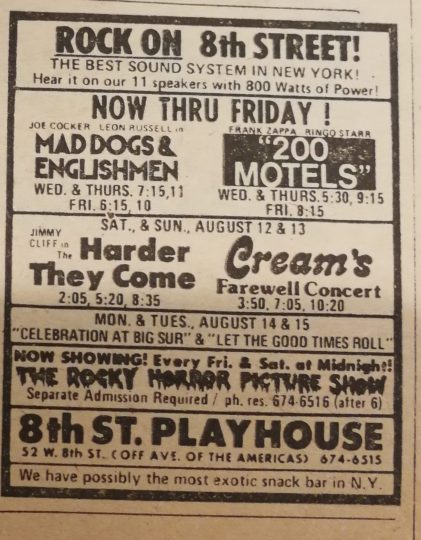 ROCK ON 8th STREET!
THE BEST SOUND SYSTEM IN NEW YORK!
Hear it on our 11 speakers with 800 Watts of Power!
NOW THRU FRIDAY!
JOE COCKER LEON RUSSELL in
MAD DOGS &
ENGLISHMEN
WED. & THURS. 7:15,11
FRI. 6:15, 10
FRANK ZAPPA RINGO STARR
"200
MOTELS"
WED. & THURS. 5:30, 9:15
FRI. 8:15
SAT., & SUN., AUGUST 12 & 13
JIMMY
CLIFF in
The Harder
They Come
2:05, 5:20, 8:35
Cream's
Farewell Concert
3:50, 7:05, 10:20
MON. & TUES., AUGUST 14 & 15
"CELEBRATION AT BIG SUR" & "LET THE GOOD TIMES ROLL"
NOW SHOWING! Every Fri. & Sat. at Midnight!
THE ROCKY HORROR PICTURE SHOW
Separate Admission Required / ph. res. 674-6516 (after 6)
8th ST. PLAYHOUSE
52 W. 8th ST. (OFF AVE. OF THE AMERICAS) 674-6515
We have possibly the most exotic snack bar in N.Y.